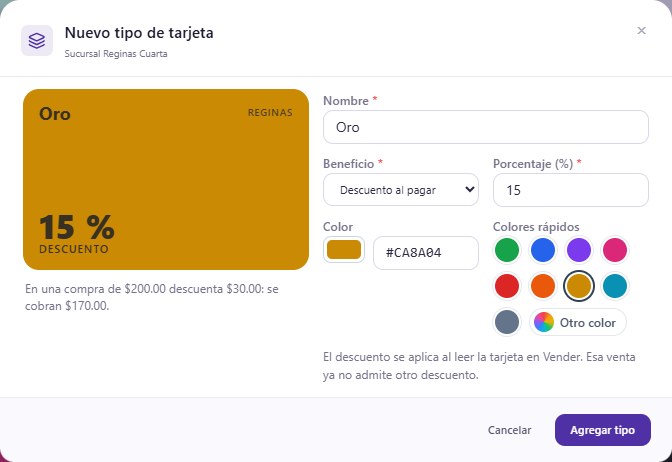 Nuevo tipo de tarjeta
Sucursal Reginas Cuarta
×
Oro
REGINAS
15 %
DESCUENTO
En una compra de $200.00 descuenta $30.00: se
cobran $170.00.
Nombre *
Oro
Beneficio *
Porcentaje (%) *
Descuento al pagar
15
Color
Colores rápidos
#CA8A04
Otro color
El descuento se aplica al leer la tarjeta en Vender. Esa venta
ya no admite otro descuento.
Cancelar
Agregar tipo